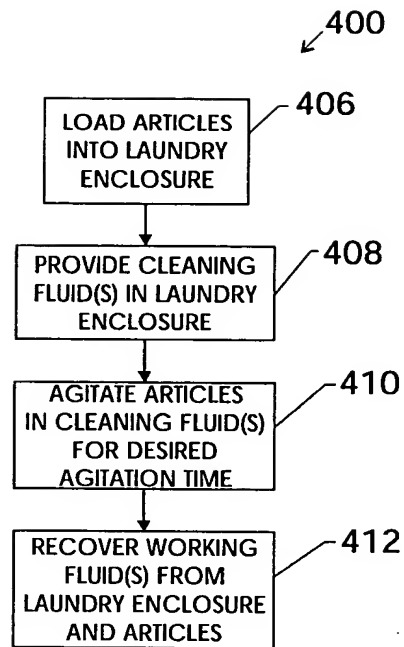 400
406
LOAD ARTICLES
INTO LAUNDRY
ENCLOSURE
408
PROVIDE CLEANING
FLUID(S) IN LAUNDRY
ENCLOSURE
410
AGITATE ARTICLES
IN CLEANING FLUID(S)
FOR DESIRED
AGITATION TIME
412
RECOVER WORKING
FLUID(S) FROM
LAUNDRY ENCLOSURE
AND ARTICLES